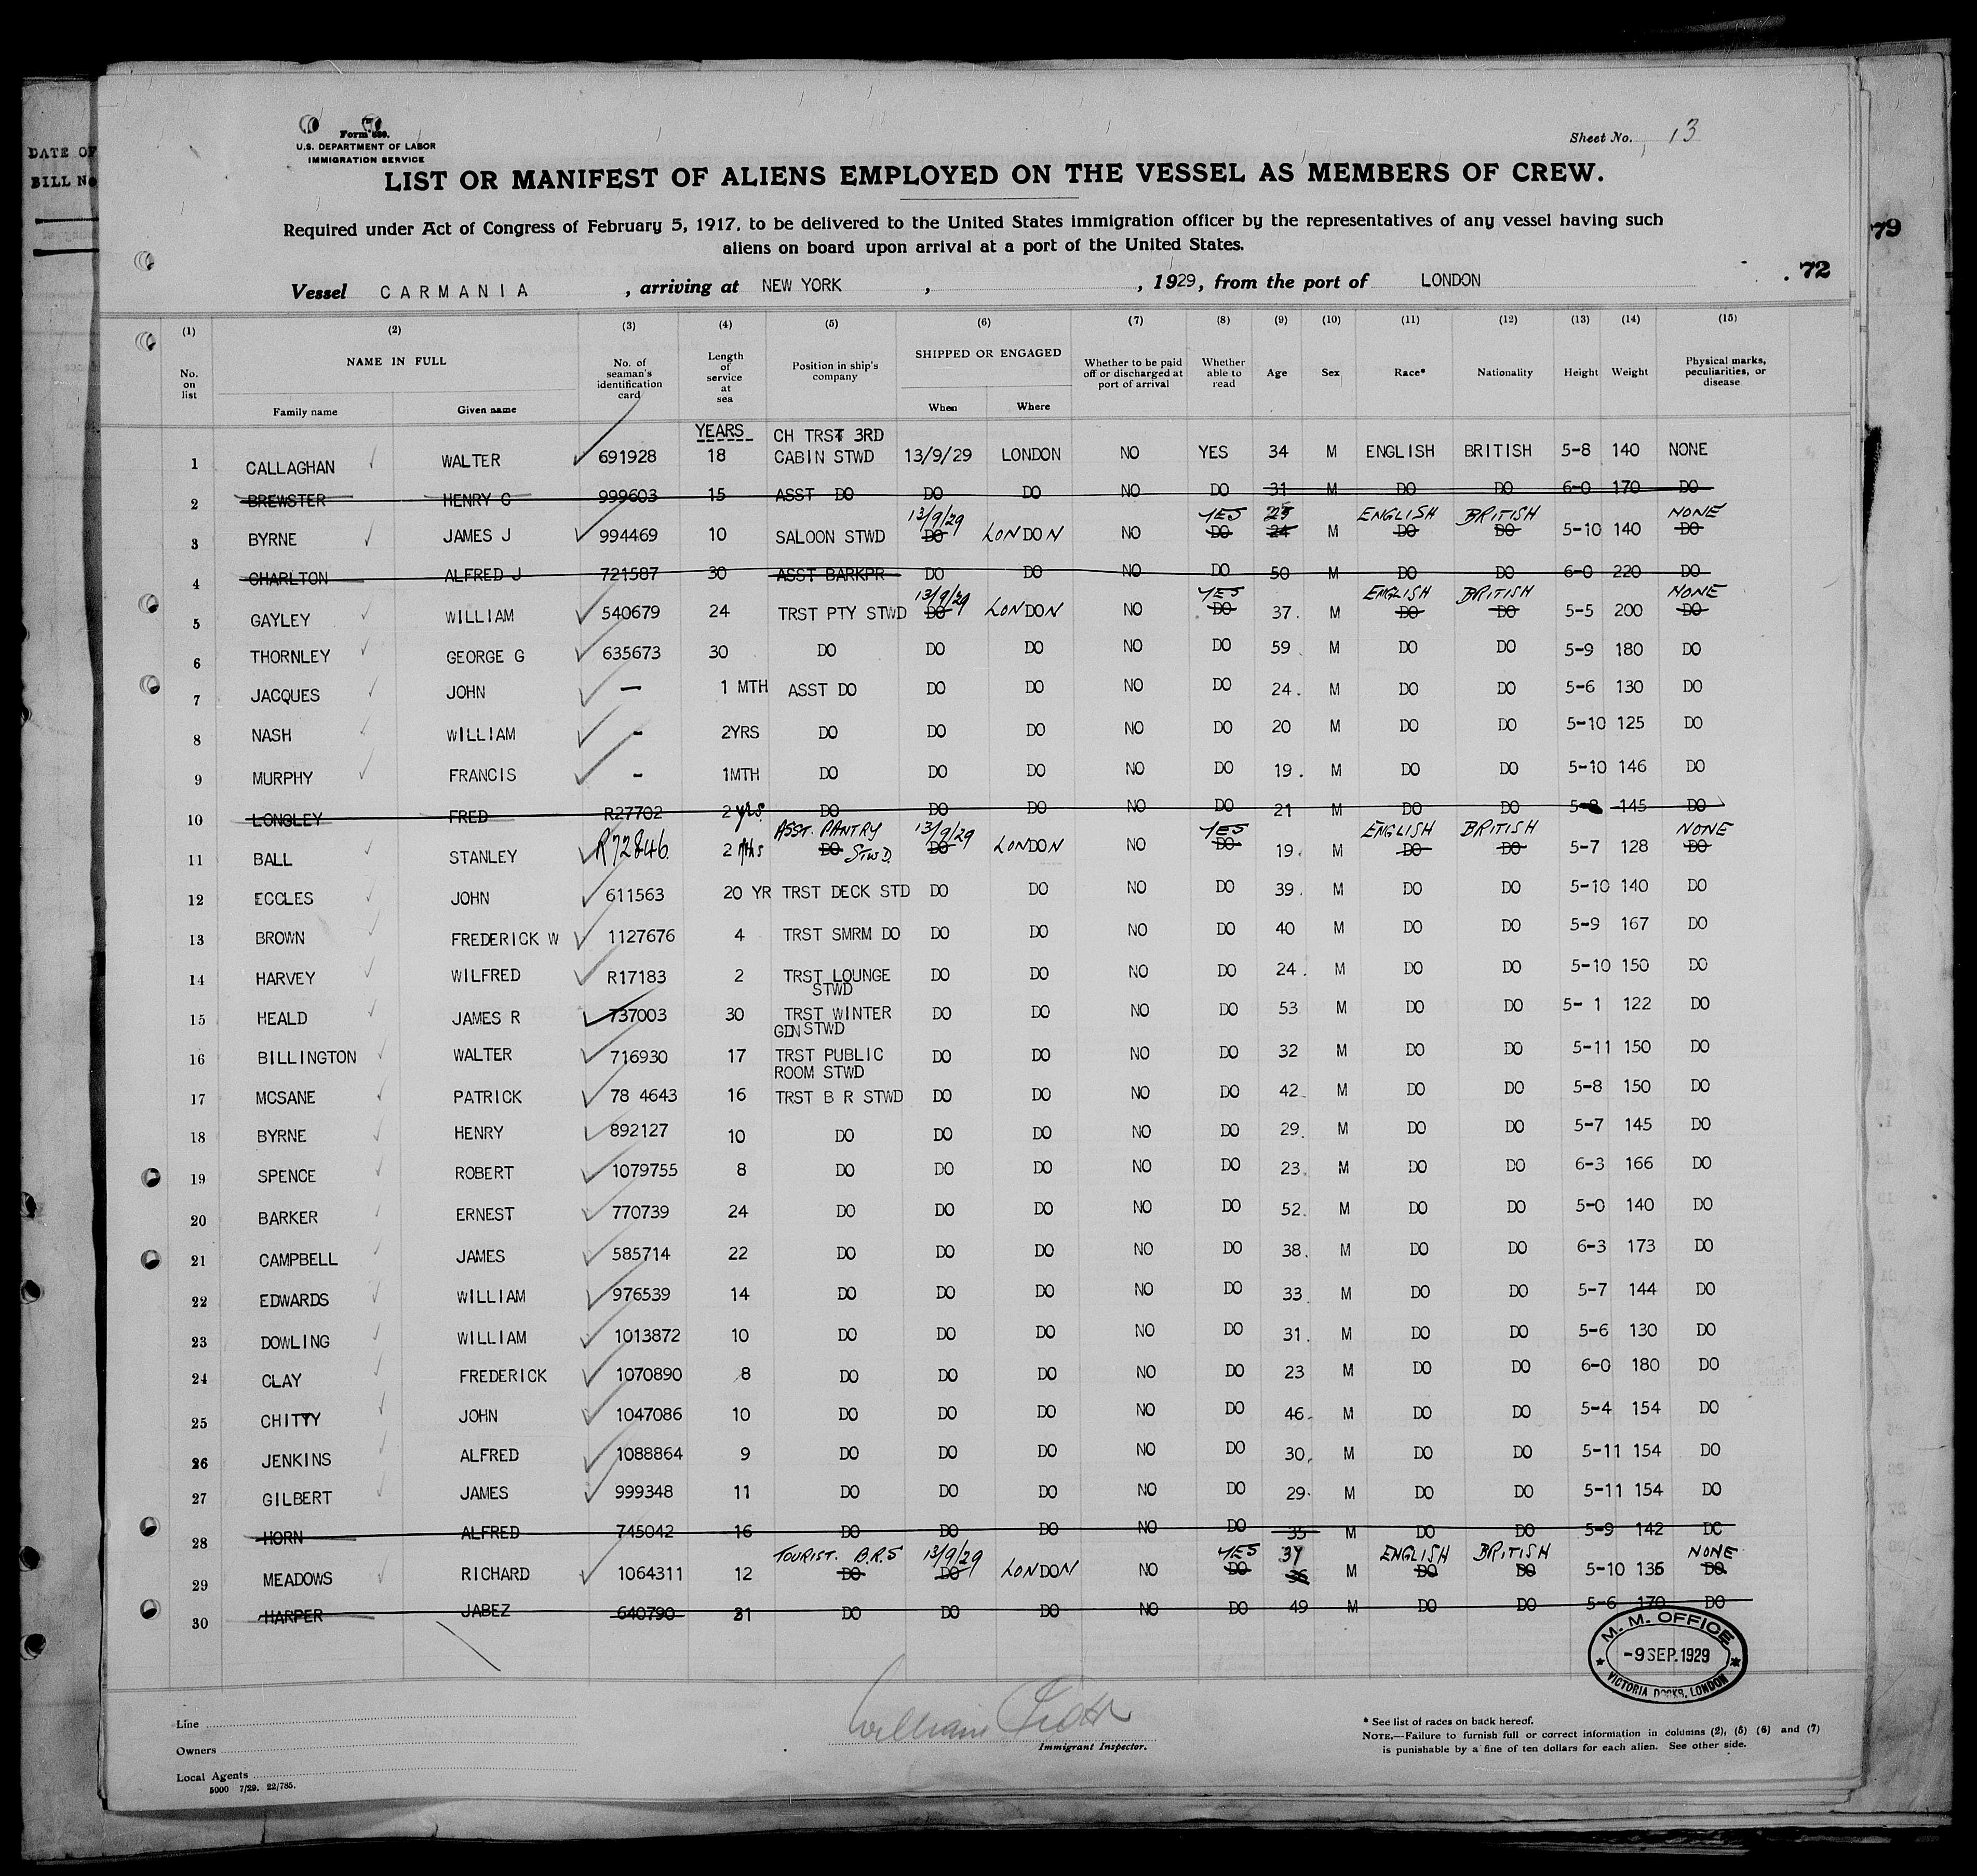 DATE OF
BILL No
79
Form 680.
U.S. DEPARTMENT OF LABOR
IMMIGRATION SERVICE
Sheet No. 13
LIST OR MANIFEST OF ALIENS EMPLOYED ON THE VESSEL AS MEMBERS OF CREW.
Required under Act of Congress of February 5, 1917, to be delivered to the United States immigration officer by the representatives of any vessel having such
aliens on board upon arrival at a port of the United States.
72
Vessel CARMANIA, arriving at NEW YORK, , 1929, from the port of LONDON
(1) (2) (3) (4) (5) (6) (7) (8) (9) (10) (11) (12) (13) (14) (15)
No. on list NAME IN FULL Family name Given name No. of seaman's identification card Length of service at sea Position in ship's company SHIPPED OR ENGAGED When Where Whether to be paid off or discharged at port of arrival Whether able to read Age Sex Race* Nationality Height Weight Physical marks, peculiarities, or disease
YEARS CH TRST 3RD
1 CALLAGHAN WALTER 691928 18 CABIN STWD 13/9/29 LONDON NO YES 34 M ENGLISH BRITISH 5-8 140 NONE
2 BREWSTER HENRY C 999603 15 ASST DO DO DO NO DO 31 M DO DO 6-0 170 DO
13/9/29 YES 25 ENGLISH BRITISH NONE
3 BYRNE JAMES J 994469 10 SALOON STWD DO LONDON NO DO 24 M DO DO 5-10 140 DO
4 CHARLTON ALFRED J 721587 30 ASST BARKPR DO DO NO DO 50 M DO DO 6-0 220 DO
13/9/29 YES ENGLISH BRITISH NONE
5 GAYLEY WILLIAM 540679 24 TRST PTY STWD DO LONDON NO DO 37. M DO DO 5-5 200 DO
6 THORNLEY GEORGE G 635673 30 DO DO DO NO DO 59 M DO DO 5-9 180 DO
7 JACQUES JOHN — 1 MTH ASST DO DO DO NO DO 24. M DO DO 5-6 130 DO
8 NASH WILLIAM - 2YRS DO DO DO NO DO 20 M DO DO 5-10 125 DO
9 MURPHY FRANCIS - 1MTH DO DO DO NO DO 19. M DO DO 5-10 146 DO
10 LONGLEY FRED R27702 2 yrs. DO DO DO NO DO 21 M DO DO 5-8 145 DO
ASST. PANTRY 13/9/29 YES ENGLISH BRITISH NONE
11 BALL STANLEY R72846. 2 Mths DO STWD. DO LONDON NO DO 19. M DO DO 5-7 128 DO
12 ECCLES JOHN 611563 20 YR TRST DECK STD DO DO NO DO 39. M DO DO 5-10 140 DO
13 BROWN FREDERICK W 1127676 4 TRST SMRM DO DO DO NO DO 40 M DO DO 5-9 167 DO
14 HARVEY WILFRED R17183 2 TRST LOUNGE DO DO NO DO 24. M DO DO 5-10 150 DO
STWD
15 HEALD JAMES R 737003 30 TRST WINTER DO DO NO DO 53 M DO DO 5- 1 122 DO
GDN STWD
16 BILLINGTON WALTER 716930 17 TRST PUBLIC DO DO NO DO 32 M DO DO 5-11 150 DO
ROOM STWD
17 MCSANE PATRICK 78 4643 16 TRST B R STWD DO DO NO DO 42. M DO DO 5-8 150 DO
18 BYRNE HENRY 892127 10 DO DO DO NO DO 29. M DO DO 5-7 145 DO
19 SPENCE ROBERT 1079755 8 DO DO DO NO DO 23. M DO DO 6-3 166 DO
20 BARKER ERNEST 770739 24 DO DO DO NO DO 52. M DO DO 5-0 140 DO
21 CAMPBELL JAMES 585714 22 DO DO DO NO DO 38. M DO DO 6-3 173 DO
22 EDWARDS WILLIAM 976539 14 DO DO DO NO DO 33 M DO DO 5-7 144 DO
23 DOWLING WILLIAM 1013872 10 DO DO DO NO DO 31. M DO DO 5-6 130 DO
24 CLAY FREDERICK 1070890 8 DO DO DO NO DO 23 M DO DO 6-0 180 DO
25 CHITTY JOHN 1047086 10 DO DO DO NO DO 46. M DO DO 5-4 154 DO
26 JENKINS ALFRED 1088864 9 DO DO DO NO DO 30. M DO DO 5-11 154 DO
27 GILBERT JAMES 999348 11 DO DO DO NO DO 29. M DO DO 5-11 154 DO
28 HORN ALFRED 745042 16 DO DO DO NO DO 35 M DO DO 5-9 142 DO
TOURIST. B.R.S 13/9/29 YES 34 ENGLISH BRITISH NONE
29 MEADOWS RICHARD 1064311 12 DO DO LONDON NO DO 36 M DO DO 5-10 136 DO
30 HARPER JABEZ 640790 31 DO DO DO NO DO 49 M DO DO 5-6 170 DO
M. M. OFFICE
-9 SEP. 1929
VICTORIA DOCKS, LONDON
Line
Owners
Local Agents
5000 7/29. 22/785.
William
Immigrant Inspector.
* See list of races on back hereof.
NOTE.—Failure to furnish full or correct information in columns (2), (5) (6) and (7)
is punishable by a fine of ten dollars for each alien. See other side.